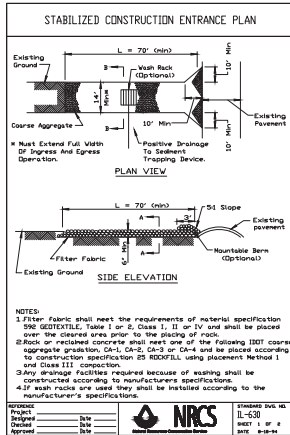 STABILIZED CONSTRUCTION ENTRANCE PLAN
L = 70' (min)
Existing
Ground
B
Wash Rack
(Optional)
10' Min
14' Min*
Coarse Aggregate
B
10' Min
Existing
Pavement
* Must Extend Full Width
Of Ingress And Egress
Operation.
Positive Drainage
To Sediment
Trapping Device.
10' Min
PLAN VIEW
L = 70' (min)
A
3'
5:1 Slope
Existing
pavement
6" Min
A
Filter Fabric
Mountable Berm
(Optional)
Existing Ground
SIDE ELEVATION
NOTES:
1.Filter fabric shall meet the requirements of material specification
592 GEOTEXTILE, Table 1 or 2, Class I, II or IV and shall be placed
over the cleared area prior to the placing of rock.
2.Rock or reclaimed concrete shall meet one of the following IDOT coarse
aggregate gradation, CA-1, CA-2, CA-3 or CA-4 and be placed according
to construction specification 25 ROCKFILL using placement Method 1
and Class III compaction.
3.Any drainage facilities required because of washing shall be
constructed according to manufacturers specifications.
4.If wash racks are used they shall be installed according to the
manufacturer's specifications.
REFERENCE
Project
Designed Date
Checked Date
Approved Date
NRCS
Natural Resources Conservation Service
STANDARD DWG. NO.
IL-630
SHEET 1 OF 2
DATE 8-18-94